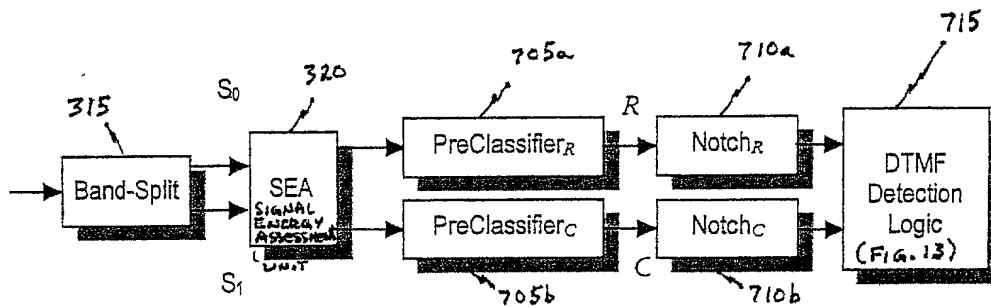 715
705a
710a
320
S0
315
R
PreClassifierR
NotchR
Band-Split
SEA
SIGNAL
ENERGY
ASSESSMENT
UNIT
DTMF
Detection
Logic
(FIG. 13)
PreClassifierC
NotchC
C
S1
705b
710b